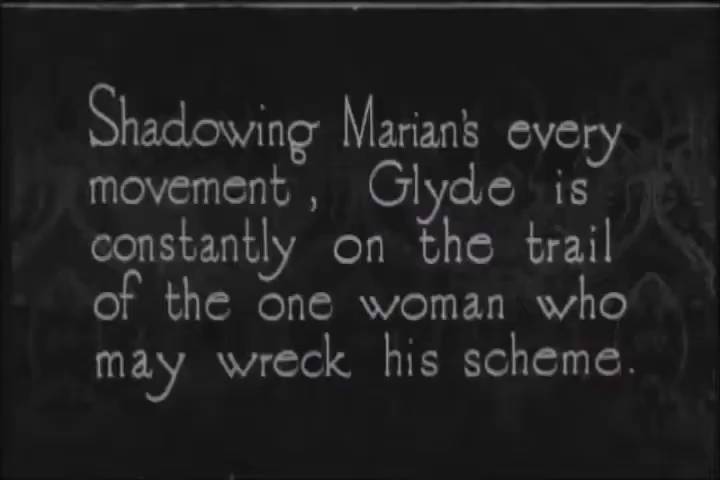 Shadowing Marian's every
movement, Glyde is
constantly on the trail
of the one woman who
may wreck his scheme.